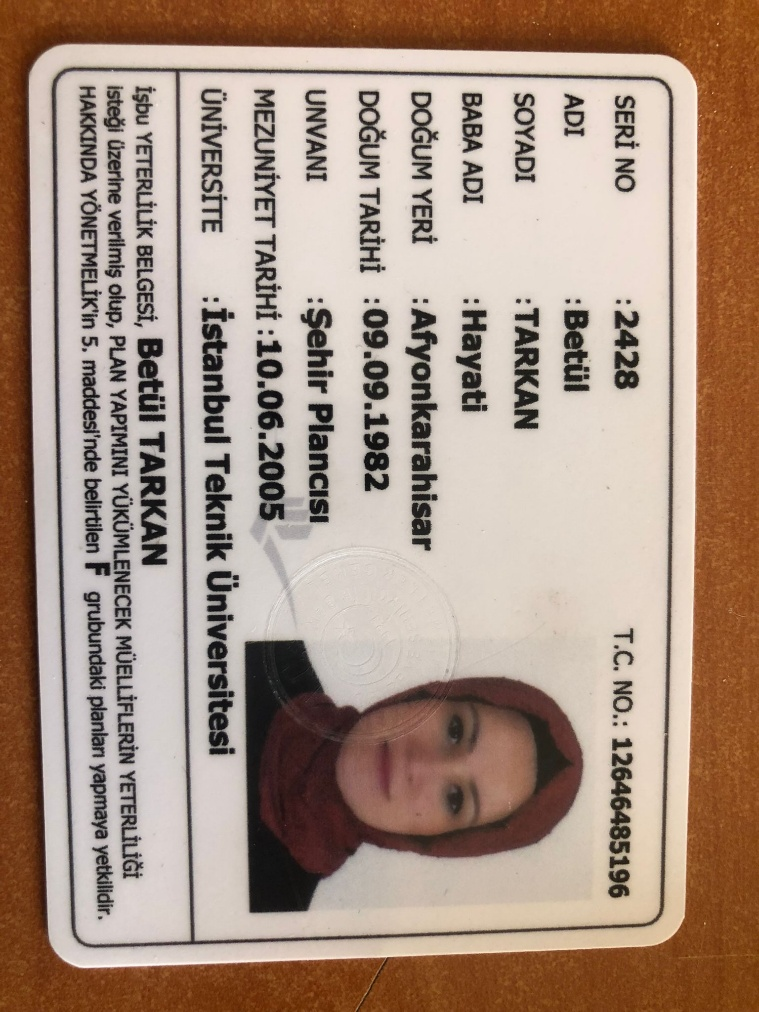 SERİ NO : 2428 T.C. NO.: 12646485196
ADI : Betül
SOYADI : TARKAN
BABA ADI : Hayati
DOĞUM YERİ : Afyonkarahisar
DOĞUM TARİHİ : 09.09.1982
UNVANI : Şehir Plancısı
MEZUNİYET TARİHİ : 10.06.2005
ÜNİVERSİTE : İstanbul Teknik Üniversitesi
İşbu YETERLİLİK BELGESİ, Betül TARKAN
isteği üzerine verilmiş olup, PLAN YAPIMINI YÜKÜMLENECEK MÜELLİFLERİN YETERLİLİĞİ
HAKKINDA YÖNETMELİK'in 5. maddesi'nde belirtilen F grubundaki planları yapmaya yetkilidir.